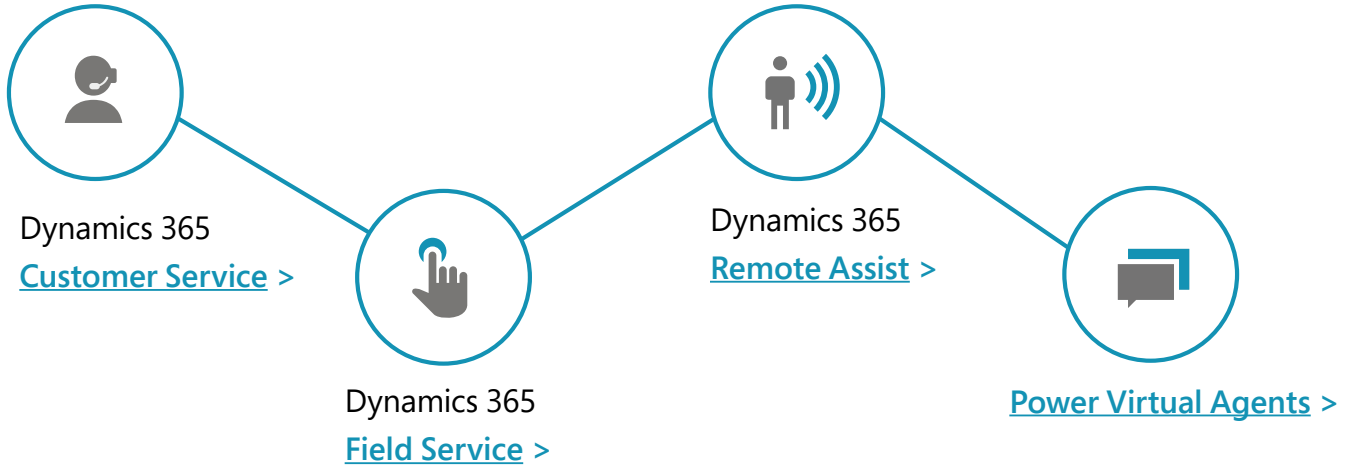 Dynamics 365
Customer Service >
Dynamics 365
Field Service >
Dynamics 365
Remote Assist >
Power Virtual Agents >